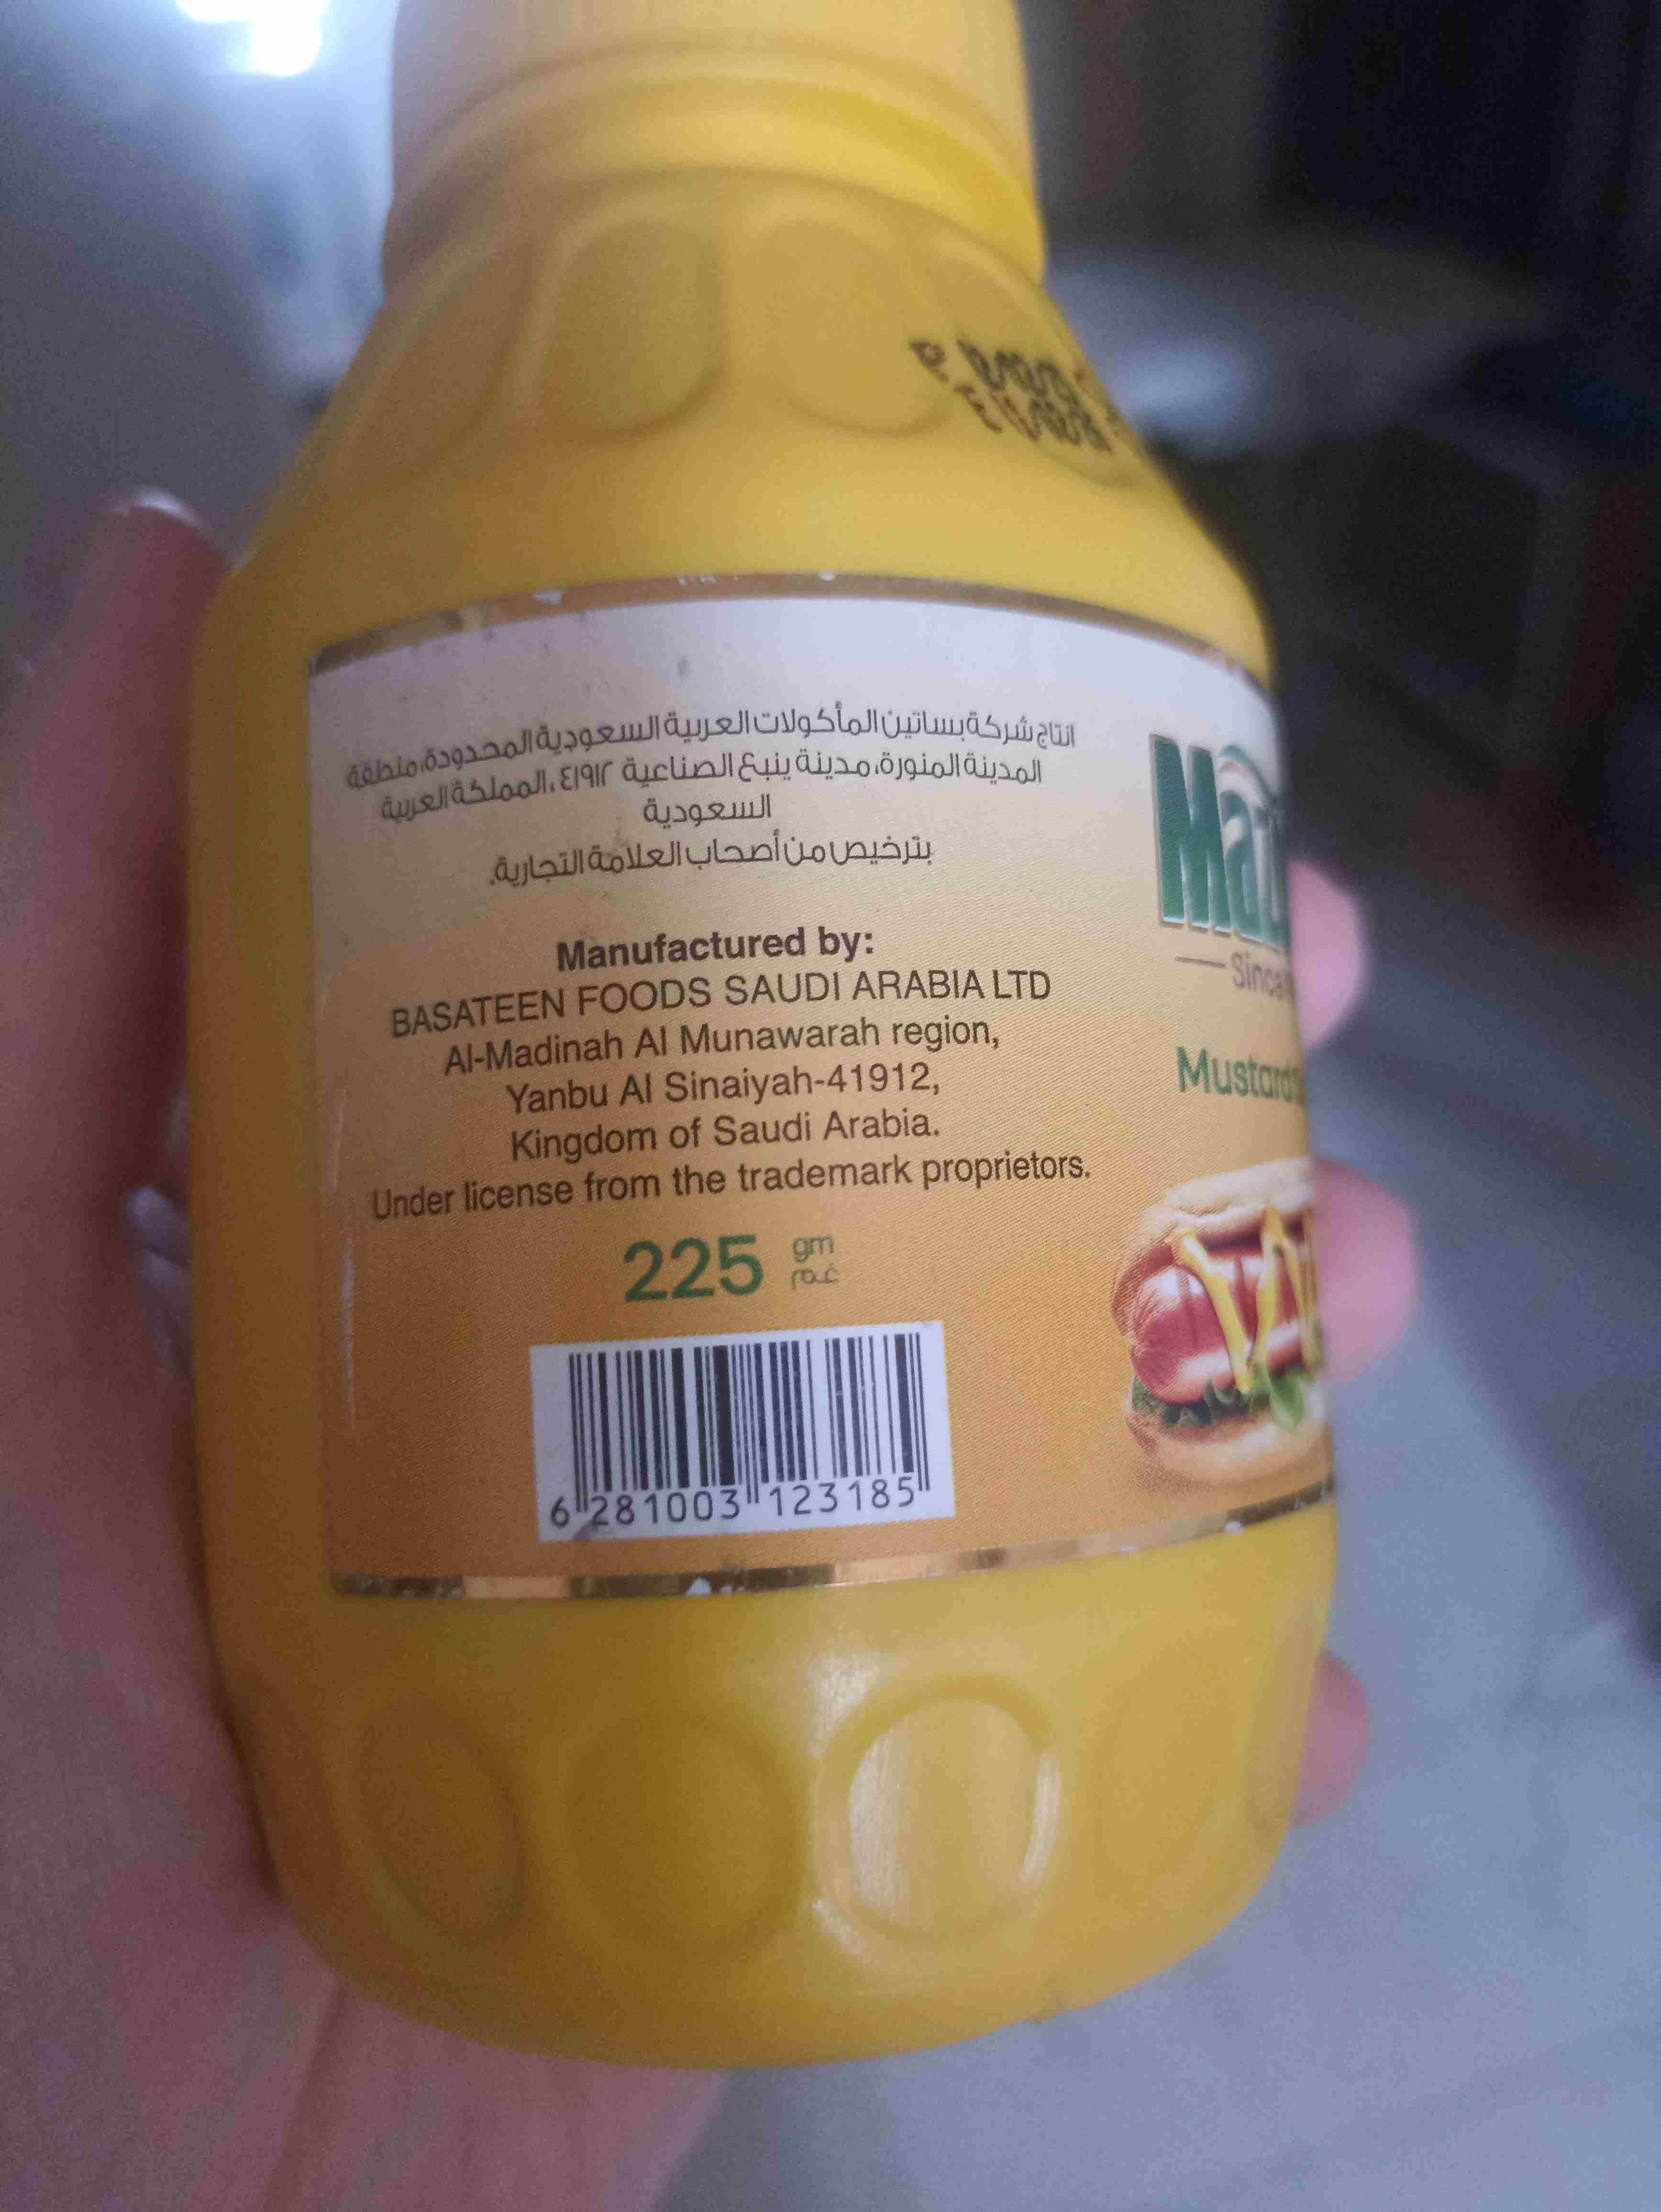 انتاج شركة بساتين المأكولات العربية السعودية المحدودة، منطقة
المدينة المنورة، مدينة ينبع الصناعية ٤١٩١٢، المملكة العربية
السعودية
بترخيص من أصحاب العلامة التجارية.
Manufactured by:
BASATEEN FOODS SAUDI ARABIA LTD
Al-Madinah Al Munawarah region,
Yanbu Al Sinaiyah-41912,
Kingdom of Saudi Arabia.
Under license from the trademark proprietors.
225 gm
غم
6 281003 123185
Since
Mustard